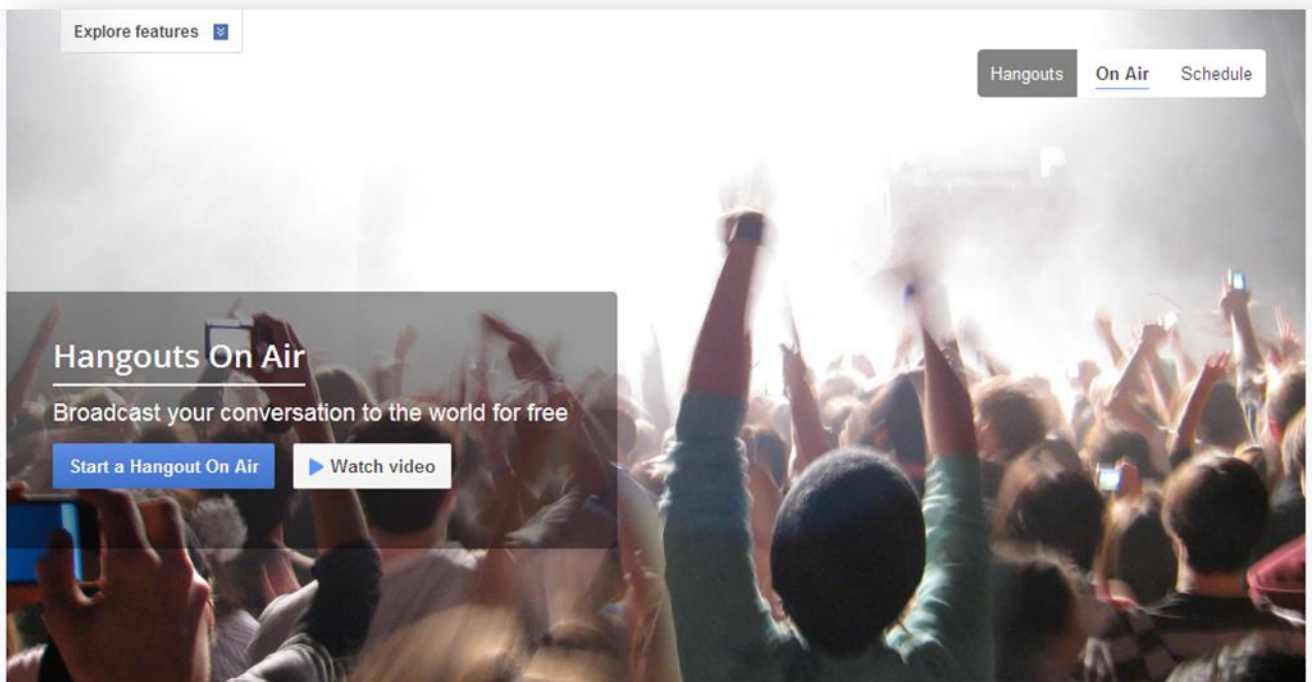 Explore features
Hangouts On Air Schedule
Hangouts On Air
Broadcast your conversation to the world for free
Start a Hangout On Air Watch video